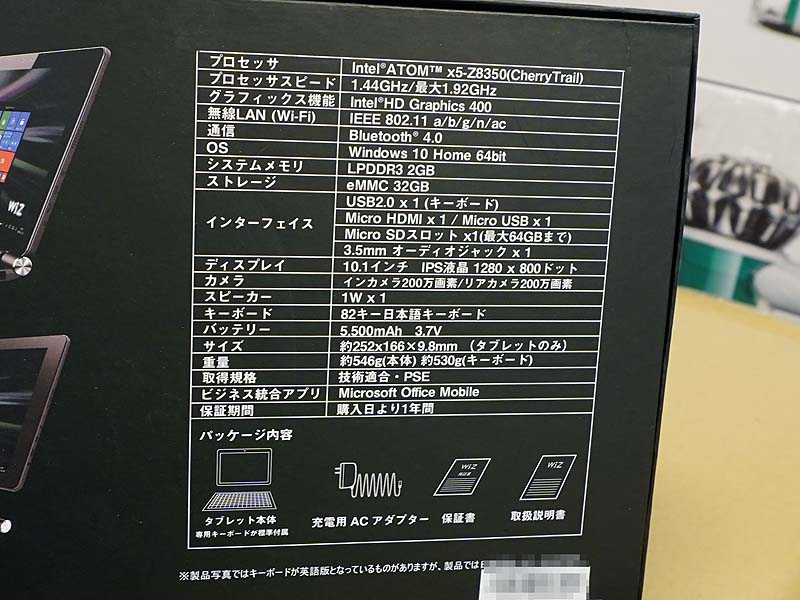 プロセッサ Intel®ATOM™ x5-Z8350(CherryTrail)
プロセッサスピード 1.44GHz/最大1.92GHz
グラフィックス機能 Intel®HD Graphics 400
無線LAN (Wi-Fi) IEEE 802.11 a/b/g/n/ac
通信 Bluetooth® 4.0
OS Windows 10 Home 64bit
システムメモリ LPDDR3 2GB
ストレージ eMMC 32GB
インターフェイス USB2.0 x 1 (キーボード)
Micro HDMI x 1 / Micro USB x 1
Micro SDスロット x1(最大64GBまで)
3.5mm オーディオジャック x 1
ディスプレイ 10.1インチ IPS液晶 1280 x 800ドット
カメラ インカメラ200万画素/リアカメラ200万画素
スピーカー 1W x 1
キーボード 82キー日本語キーボード
バッテリー 5,500mAh 3.7V
サイズ 約252x166×9.8mm (タブレットのみ)
重量 約546g(本体) 約530g(キーボード)
取得規格 技術適合・PSE
ビジネス統合アプリ Microsoft Office Mobile
保証期間 購入日より1年間
パッケージ内容
WiZ
保証書
WiZ
タブレット本体
専用キーボードが標準付属
充電用 AC アダプター
保証書
取扱説明書
※製品写真ではキーボードが英語版となっているものがありますが、製品では
WiZ